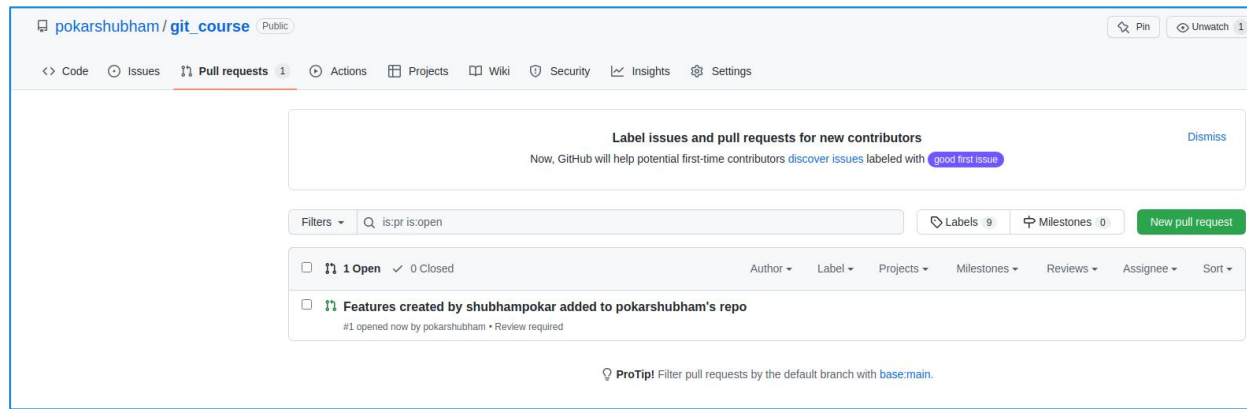 pokarshubham / git_course Public
Pin Unwatch 1
Code Issues Pull requests 1 Actions Projects Wiki Security Insights Settings
Label issues and pull requests for new contributors
Dismiss
Now, GitHub will help potential first-time contributors discover issues labeled with good first issue
Filters is:pr is:open Labels 9 Milestones 0 New pull request
1 Open 0 Closed Author Label Projects Milestones Reviews Assignee Sort
Features created by shubhampokar added to pokarshubham's repo
#1 opened now by pokarshubham • Review required
ProTip! Filter pull requests by the default branch with base:main.